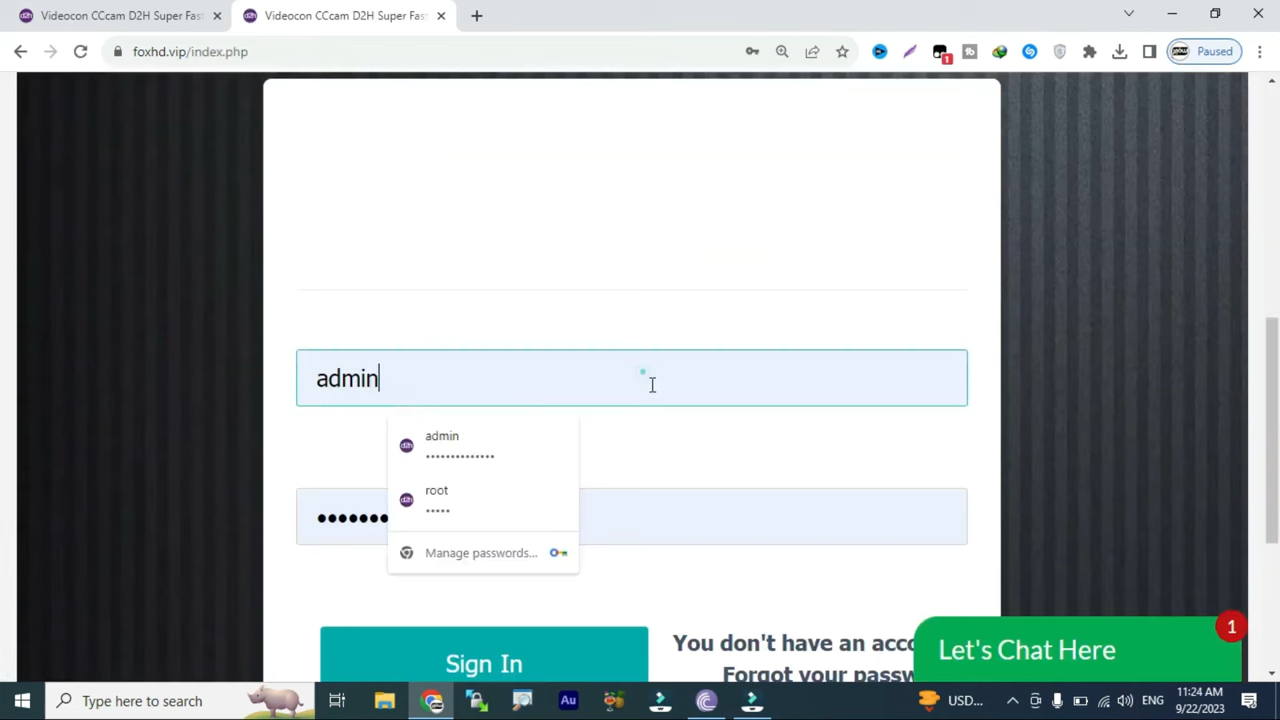 Videocon CCcam D2H Super Fast
Videocon CCcam D2H Super Fas
foxhd.vip/index.php
1
Paused
admin
admin
••••••••••••••
root
•••••
Manage passwords...
Sign In
You don't have an acco
Forgot your passw
Let's Chat Here
1
Type here to search
USD...
ENG
11:24 AM
9/22/2023